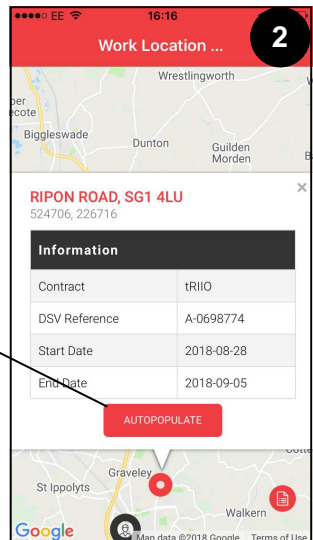 ●●●●○ EE 16:16
Work Location ...
2
Wrestlingworth
per
ecote
Biggleswade
Dunton
Guilden
Morden
B
×
RIPON ROAD, SG1 4LU
524706, 226716
Information
Contract tRIIO
DSV Reference A-0698774
Start Date 2018-08-28
End Date 2018-09-05
AUTOPOPULATE
Graveley
St Ippolyts
Walkern
Google Map data ©2018 Google Terms of Use